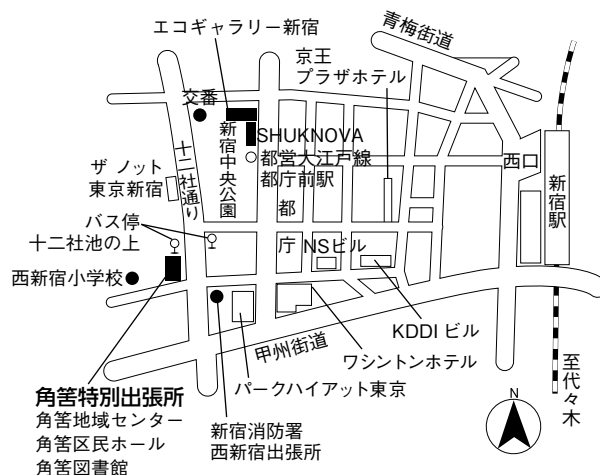 エコギャラリー新宿
青梅街道
京王
プラザホテル
交番
新宿中央公園
SHUKNOVA
都営大江戸線
都庁前駅
西口
新宿駅
十二社通り
ザ ノット
東京新宿
バス停
十二社池の上
都
庁
NSビル
西新宿小学校
KDDI ビル
甲州街道
ワシントンホテル
パークハイアット東京
至代々木
角筈特別出張所
角筈地域センター
角筈区民ホール
角筈図書館
新宿消防署
西新宿出張所
N